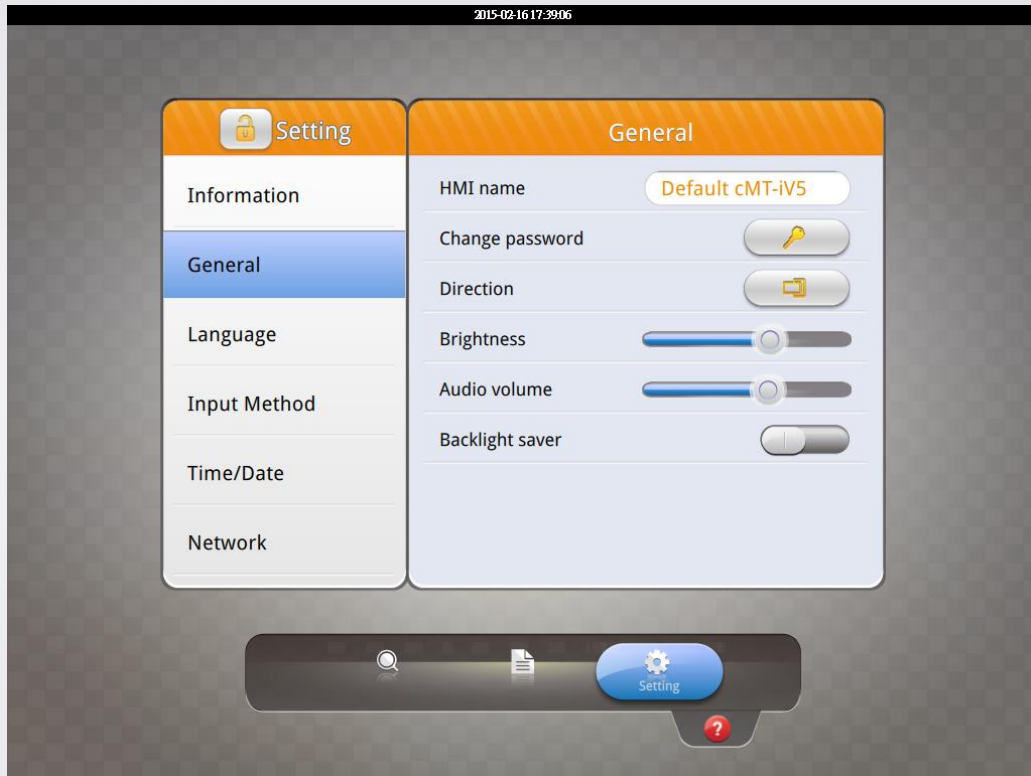 2015-02-16 17:39:06
Setting
General
Information
General
Language
Input Method
Time/Date
Network
HMI name
Default cMT-iV5
Change password
Direction
Brightness
Audio volume
Backlight saver
Setting
?